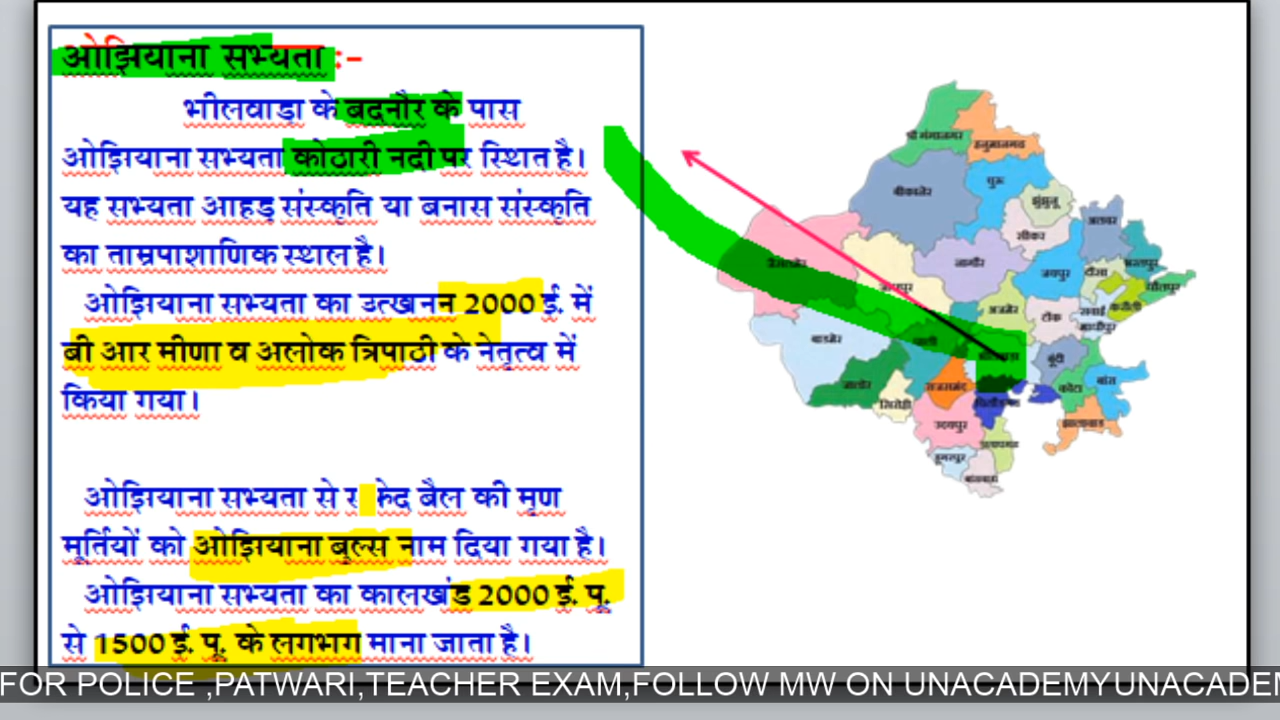 ओझियाना सभ्यता :-
भीलवाड़ा के बदनौर के पास
ओझियाना सभ्यता कोठारी नदी पर स्थित है।
यह सभ्यता आहड़ संस्कृति या बनास संस्कृति
का ताम्रपाशाणिक स्थाल है।
ओझियाना सभ्यता का उत्खनन 2000 ई. में
बी आर मीणा व अलोक त्रिपाठी के नेतृत्व में
किया गया।
ओझियाना सभ्यता से केद बैल की मृण
मूर्तियों को ओझियाना बुल्स नाम दिया गया है।
ओझियाना सभ्यता का कालखंड 2000 ई. पू.
से 1500 ई. पू. के लगभग माना जाता है।
श्री गंगानगर
हनुमानगढ़
बीकानेर
चुरू
झुंझुनू
सीकर
अलवर
भरतपुर
जैसलमेर
नागौर
जयपुर
दौसा
धौलपुर
करौली
अजमेर
टोंक
सवाई
माधोपुर
बाडमेर
पाली
बूंदी
जालोर
राजसमंद
कोटा
बारां
सिरोही
चित्तौड़गढ़
उदयपुर
झालावाड़
प्रतापगढ़
डूंगरपुर
बांसवाड़ा
FOR POLICE ,PATWARI,TEACHER EXAM,FOLLOW MW ON UNACADEMYUNACADEM